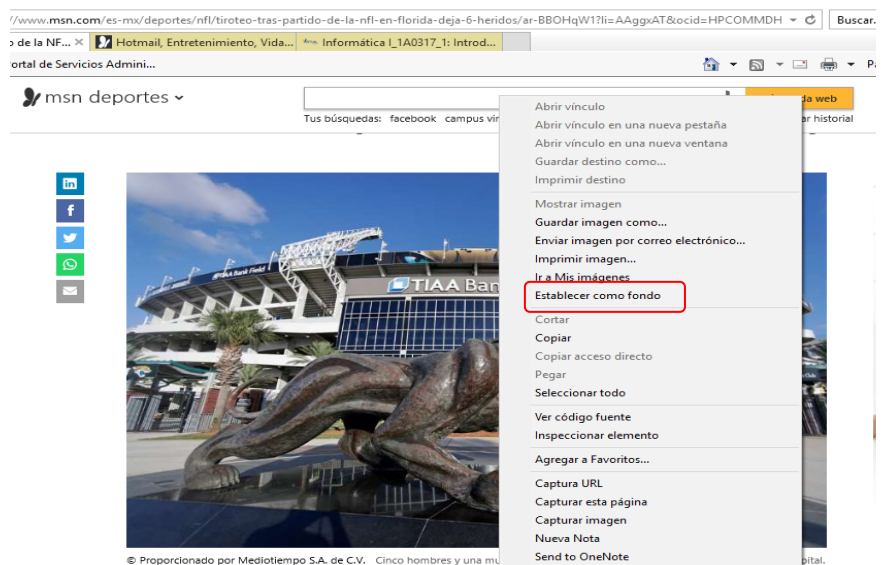 //www.msn.com/es-mx/deportes/nfl/tiroteo-tras-partido-de-la-nfl-en-florida-deja-6-heridos/ar-BBOHqW1?li=AAggxAT&ocid=HPCOMMDH Buscar.
o de la NF... Hotmail, Entretenimiento, Vida... Informática I_1A0317_1: Introd...
ortal de Servicios Admini... Pá
msn deportes
da web
Tus búsquedas: facebook campus vir ar historial
in
f
TIAA Bank Field
TIAA Ban
Abrir vínculo
Abrir vínculo en una nueva pestaña
Abrir vínculo en una nueva ventana
Guardar destino como...
Imprimir destino
Mostrar imagen
Guardar imagen como...
Enviar imagen por correo electrónico...
Imprimir imagen...
Ir a Mis imágenes
Establecer como fondo
Cortar
Copiar
Copiar acceso directo
Pegar
Seleccionar todo
Ver código fuente
Inspeccionar elemento
Agregar a Favoritos...
Captura URL
Capturar esta página
Capturar imagen
Nueva Nota
Send to OneNote
© Proporcionado por Mediotiempo S.A. de C.V. Cinco hombres y una mu pital.